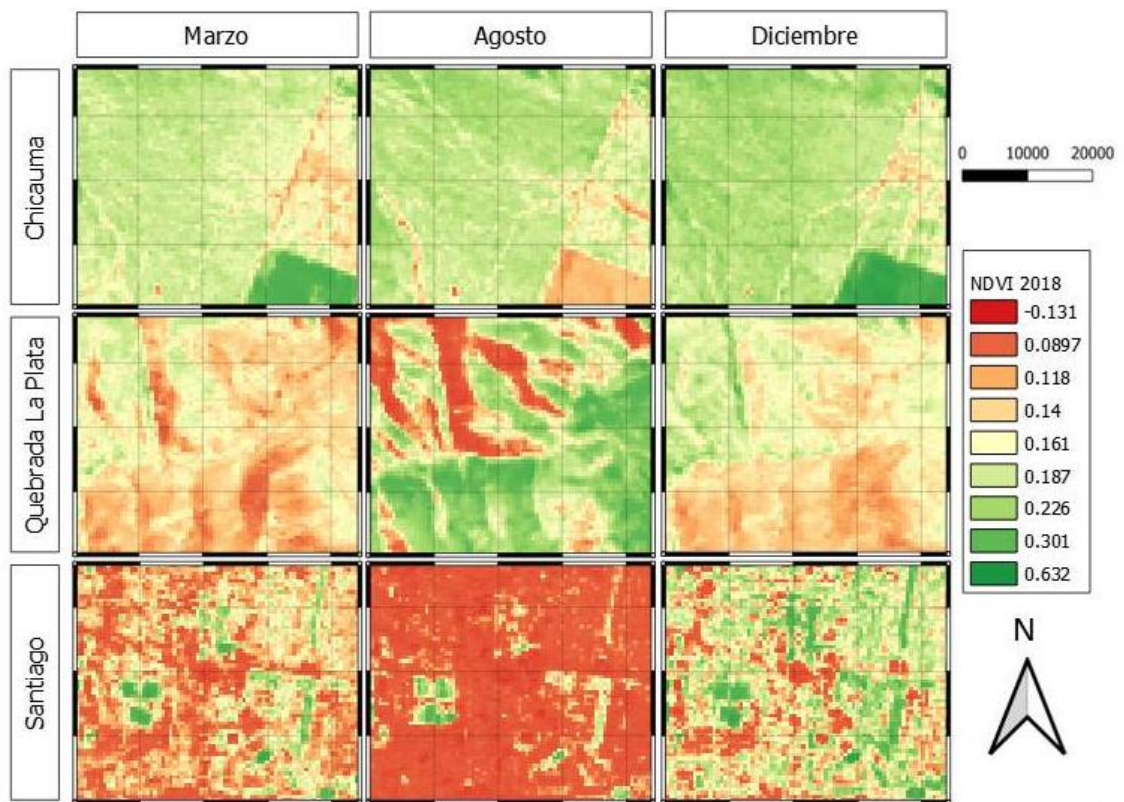 Marzo
Agosto
Diciembre
Chicauma
0 10000 20000
NDVI 2018
-0.131
0.0897
0.118
0.14
0.161
0.187
0.226
0.301
0.632
Quebrada La Plata
N
Santiago